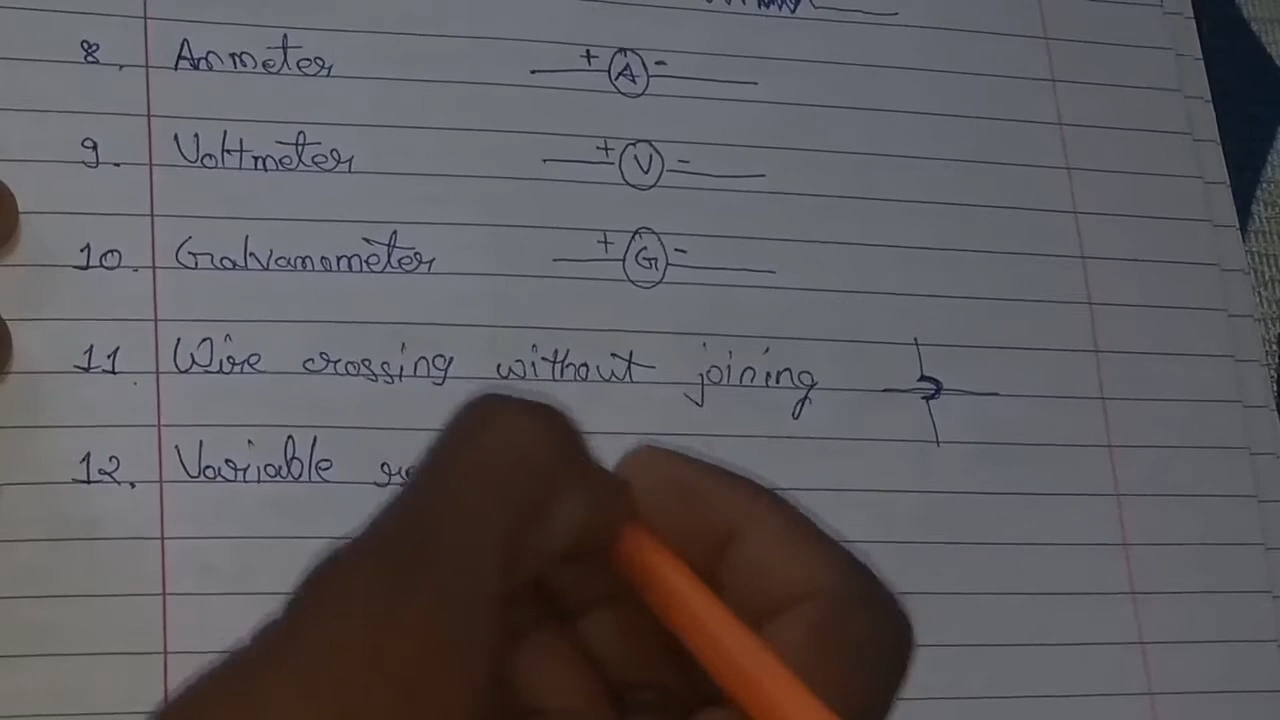 8. Ammeter + A -
9. Voltmeter + V -
10. Galvanometer + G -
11. Wire crossing without joining
12. Variable